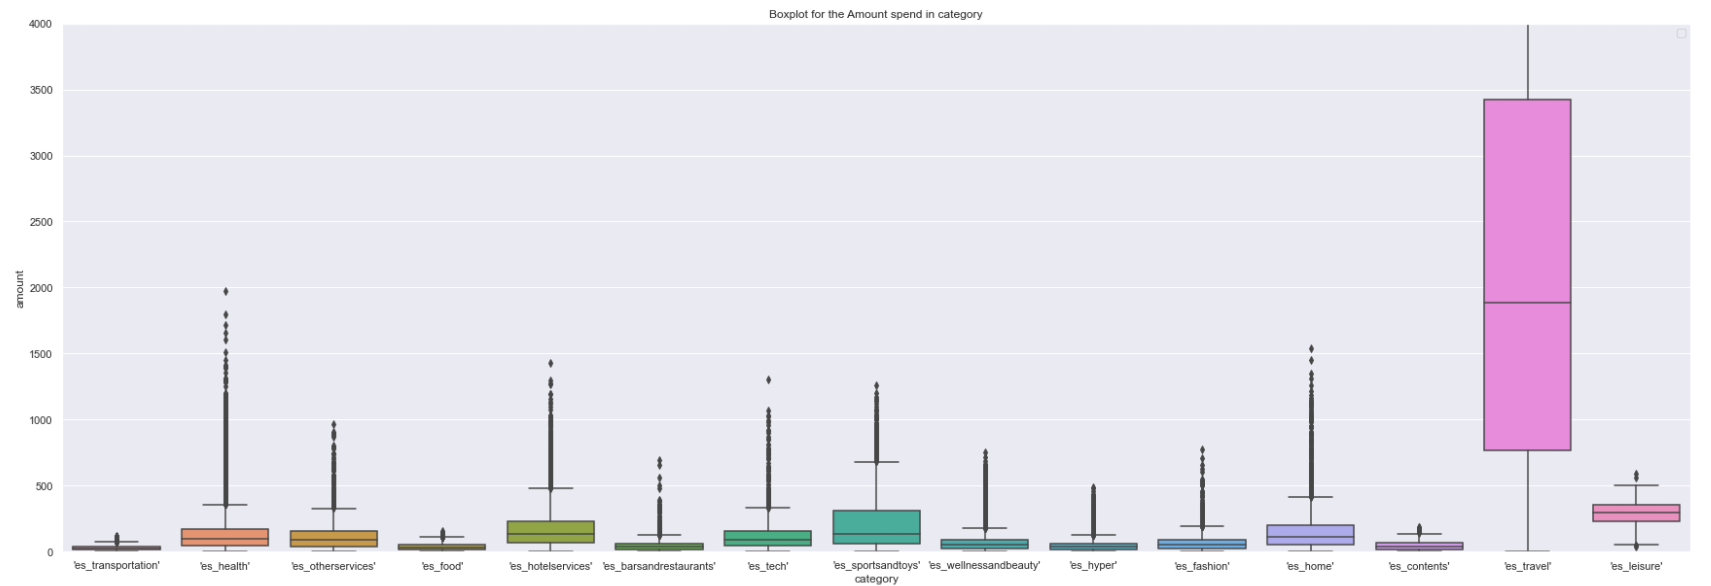 Boxplot for the Amount spend in category
4000
3500
3000
2500
2000
1500
1000
500
0
amount
'es_transportation' 'es_health' 'es_otherservices' 'es_food' 'es_hotelservices' 'es_barsandrestaurants' 'es_tech' 'es_sportsandtoys' 'es_wellnessandbeauty' 'es_hyper' 'es_fashion' 'es_home' 'es_contents' 'es_travel' 'es_leisure'
category